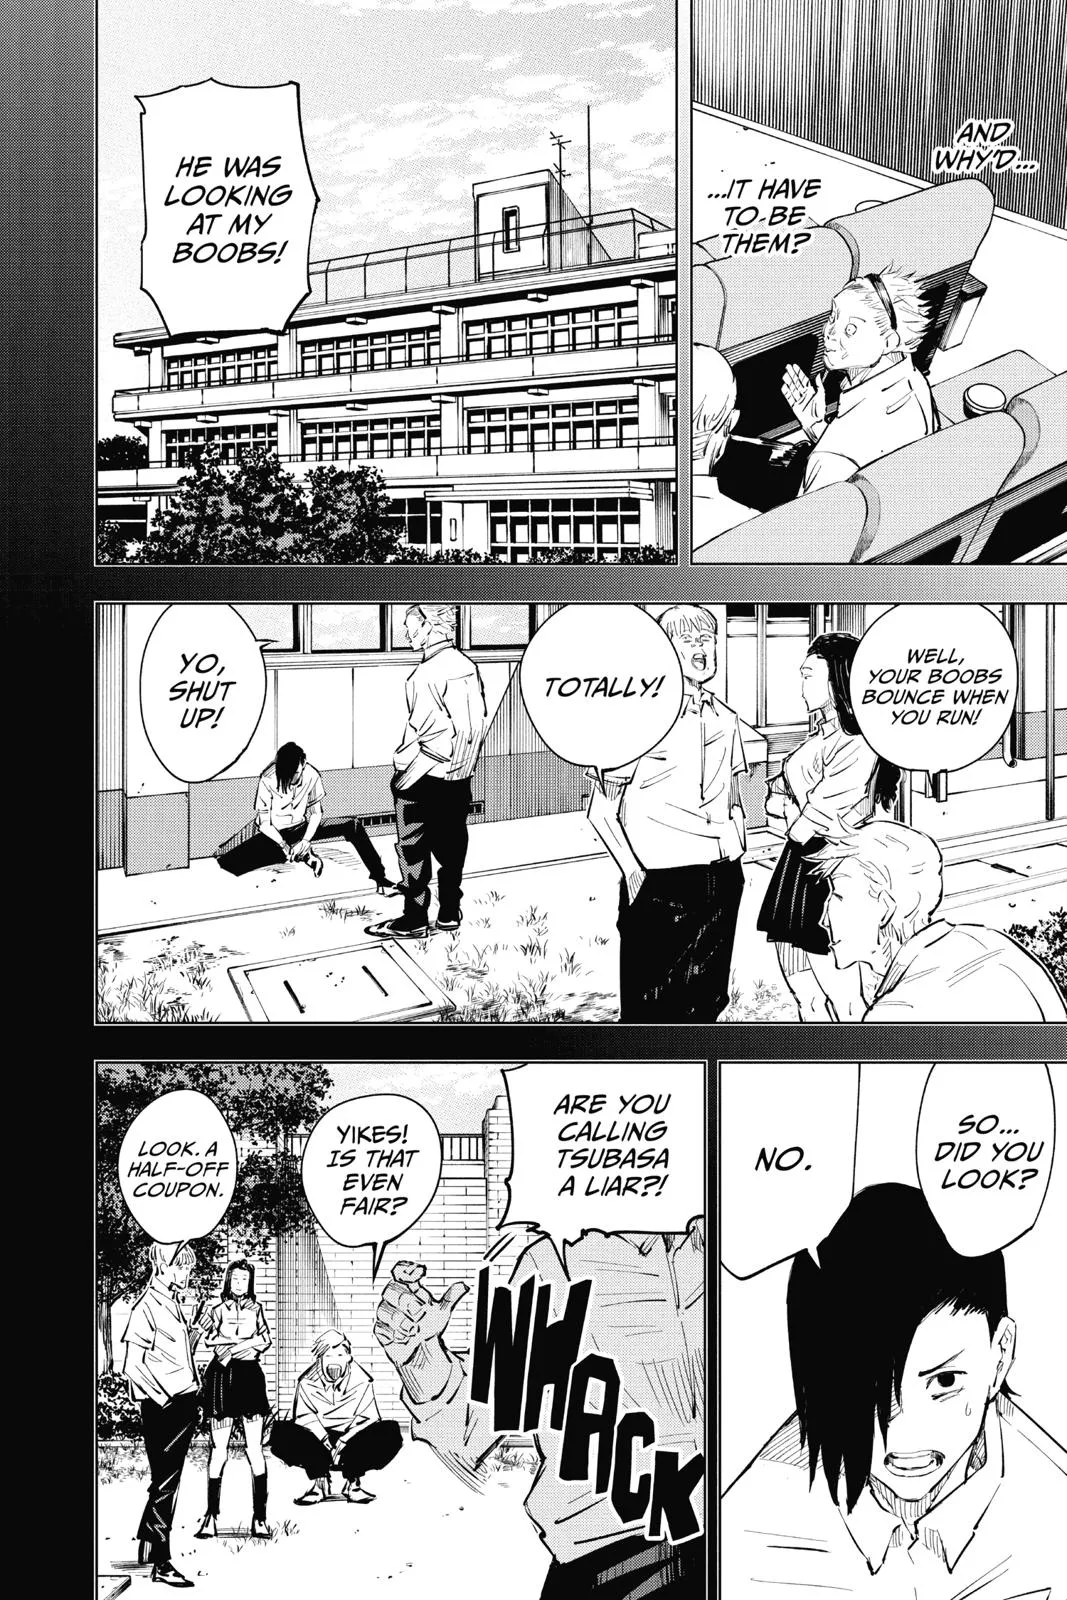 AND
WHY'D...
...IT HAVE
TO BE
THEM?
HE WAS
LOOKING
AT MY
BOOBS!
WELL,
YOUR BOOBS
BOUNCE WHEN
YOU RUN!
TOTALLY!
YO,
SHUT
UP!
SO...
DID YOU
LOOK?
NO.
ARE YOU
CALLING
TSUBASA
A LIAR?!
WHACK
YIKES!
IS THAT
EVEN
FAIR?
LOOK. A
HALF-OFF
COUPON.